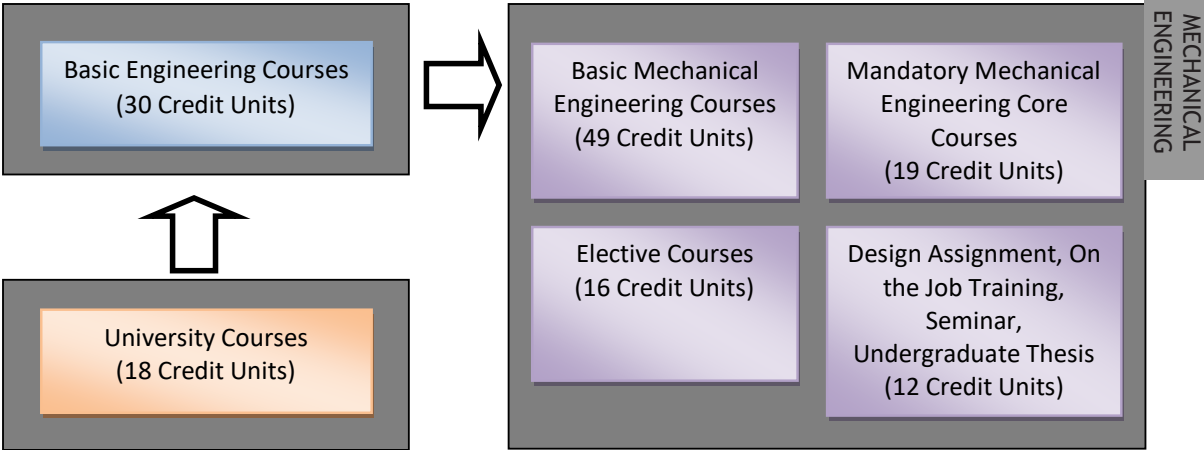 Basic Engineering Courses
(30 Credit Units)
University Courses
(18 Credit Units)
Basic Mechanical
Engineering Courses
(49 Credit Units)
Mandatory Mechanical
Engineering Core
Courses
(19 Credit Units)
Elective Courses
(16 Credit Units)
Design Assignment, On
the Job Training,
Seminar,
Undergraduate Thesis
(12 Credit Units)
MECHANICAL
ENGINEERING